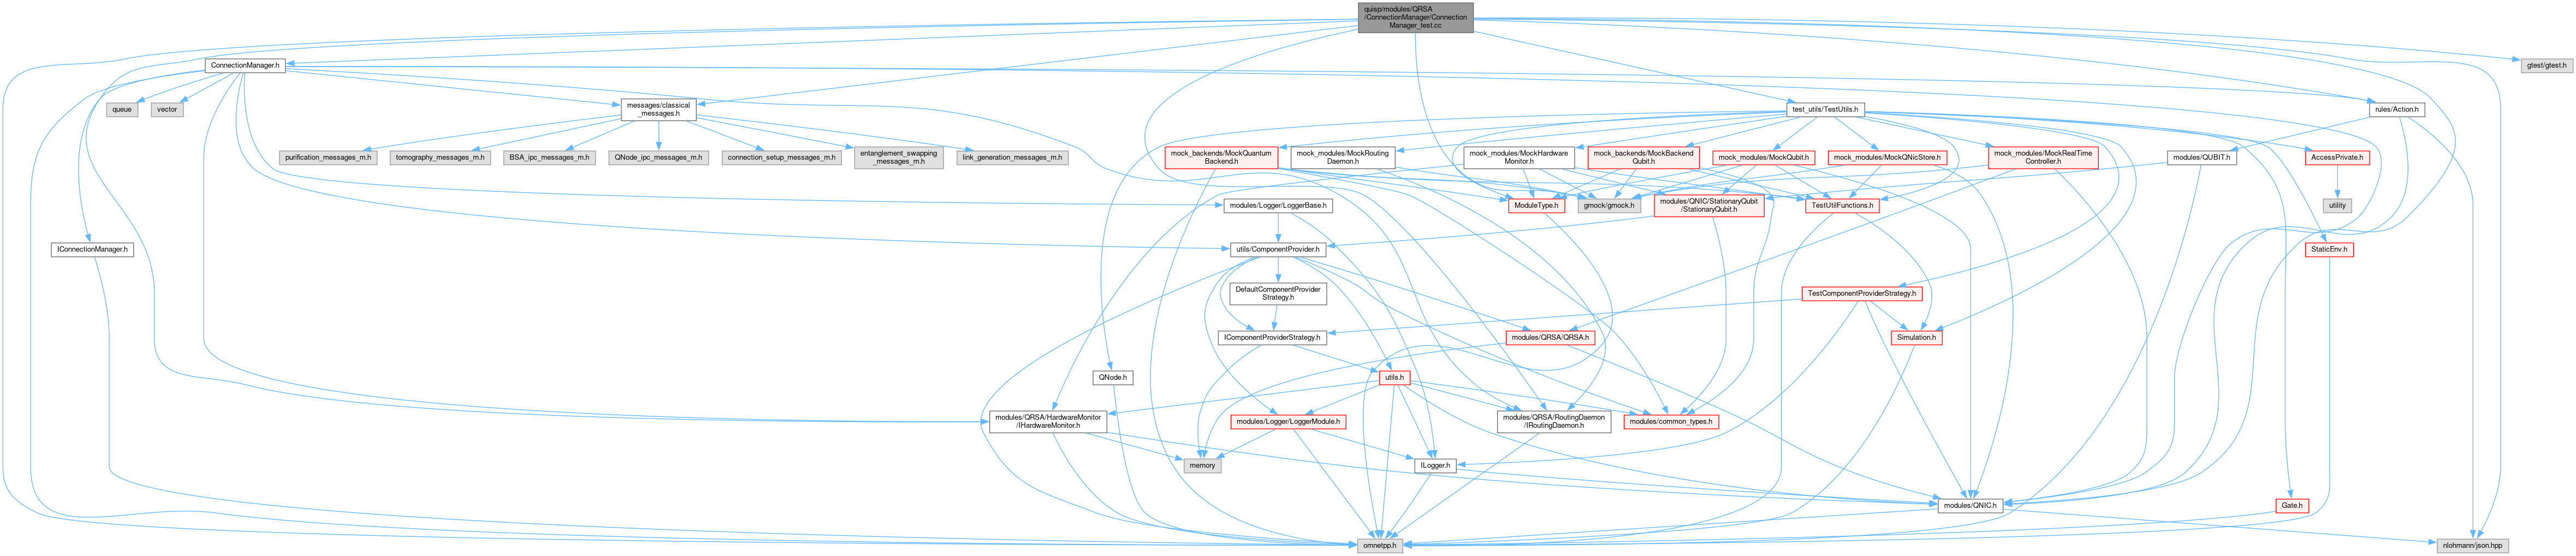 quisp/modules/QRSA
/ConnectionManager/Connection
Manager_test.cc
ConnectionManager.h
gtest/gtest.h
queue
vector
messages/classical
_messages.h
test_utils/TestUtils.h
rules/Action.h
purification_messages_m.h
tomography_messages_m.h
BSA_ipc_messages_m.h
QNode_ipc_messages_m.h
connection_setup_messages_m.h
entanglement_swapping
_messages_m.h
link_generation_messages_m.h
mock_backends/MockQuantum
Backend.h
mock_modules/MockRouting
Daemon.h
mock_modules/MockHardware
Monitor.h
mock_backends/MockBackend
Qubit.h
mock_modules/MockQubit.h
mock_modules/MockQNicStore.h
mock_modules/MockRealTime
Controller.h
modules/QUBIT.h
AccessPrivate.h
modules/Logger/LoggerBase.h
ModuleType.h
gmock/gmock.h
modules/QNIC/StationaryQubit
/StationaryQubit.h
TestUtilFunctions.h
utility
IConnectionManager.h
utils/ComponentProvider.h
StaticEnv.h
DefaultComponentProvider
Strategy.h
TestComponentProviderStrategy.h
IComponentProviderStrategy.h
modules/QRSA/QRSA.h
Simulation.h
QNode.h
utils.h
modules/QRSA/HardwareMonitor
/IHardwareMonitor.h
modules/Logger/LoggerModule.h
modules/QRSA/RoutingDaemon
/IRoutingDaemon.h
modules/common_types.h
memory
ILogger.h
modules/QNIC.h
Gate.h
omnetpp.h
nlohmann/json.hpp